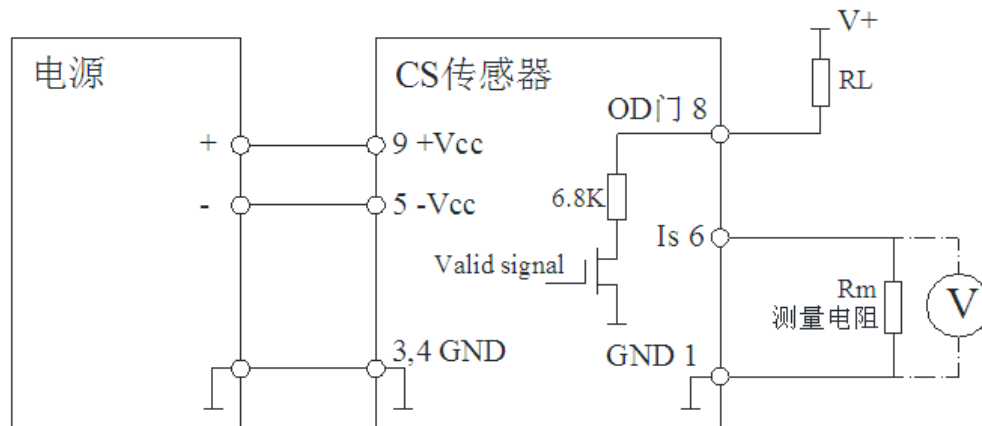 V+
电源
CS传感器
RL
OD门 8
+
9 +Vcc
6.8K
-
5 -Vcc
Is 6
Valid signal
Rm
测量电阻
V
3,4 GND
GND 1